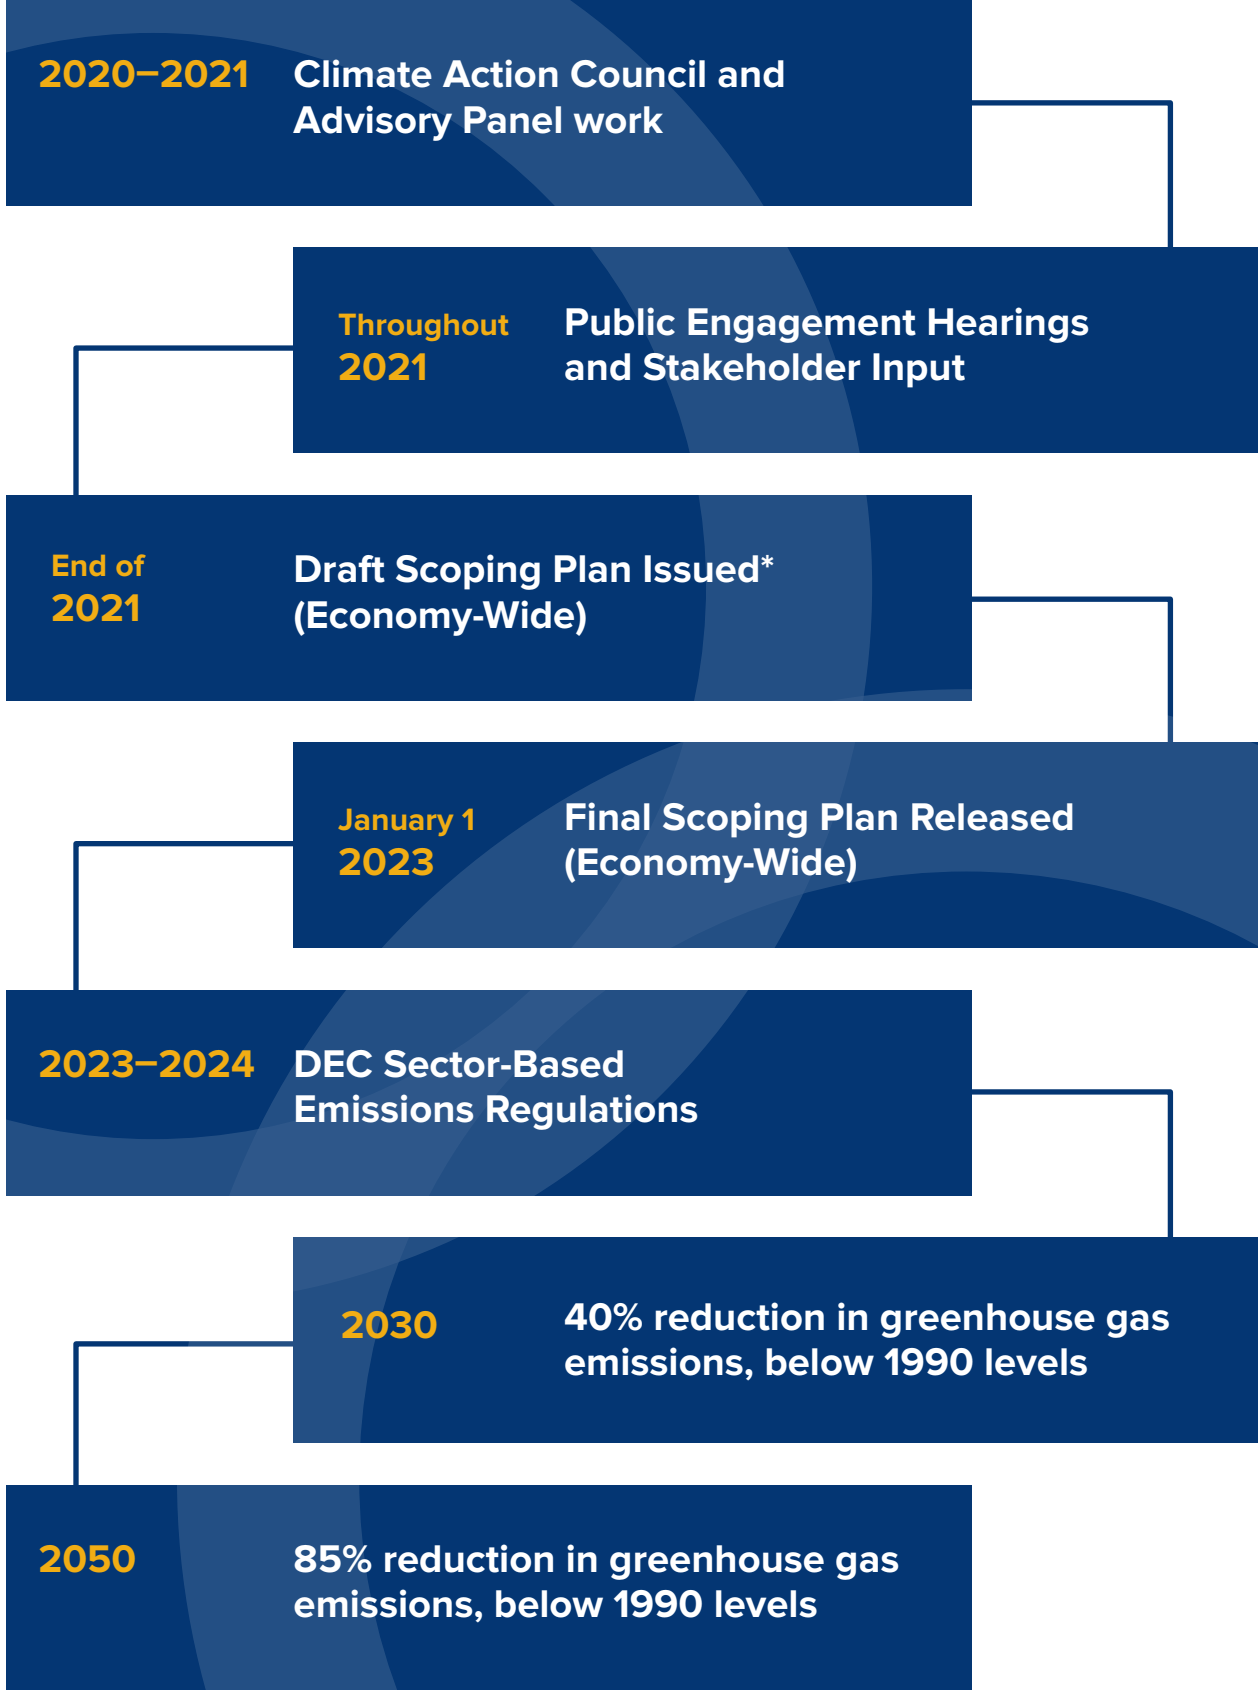 2020–2021
Climate Action Council and
Advisory Panel work
Throughout
2021
Public Engagement Hearings
and Stakeholder Input
End of
2021
Draft Scoping Plan Issued*
(Economy-Wide)
January 1
2023
Final Scoping Plan Released
(Economy-Wide)
2023–2024
DEC Sector-Based
Emissions Regulations
2030
40% reduction in greenhouse gas
emissions, below 1990 levels
2050
85% reduction in greenhouse gas
emissions, below 1990 levels